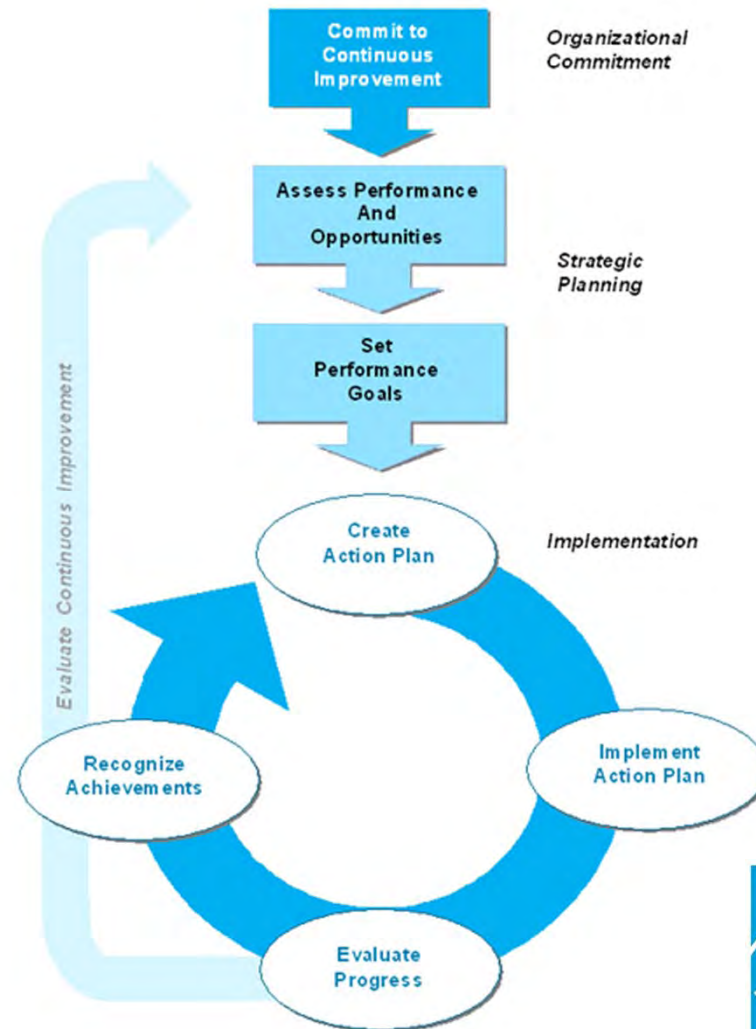 Commit to
Continuous
Improvement
Organizational
Commitment
Assess Performance
And
Opportunities
Strategic
Planning
Set
Performance
Goals
Evaluate Continuous Improvement
Create
Action Plan
Implementation
Recognize
Achievements
Implement
Action Plan
Evaluate
Progress